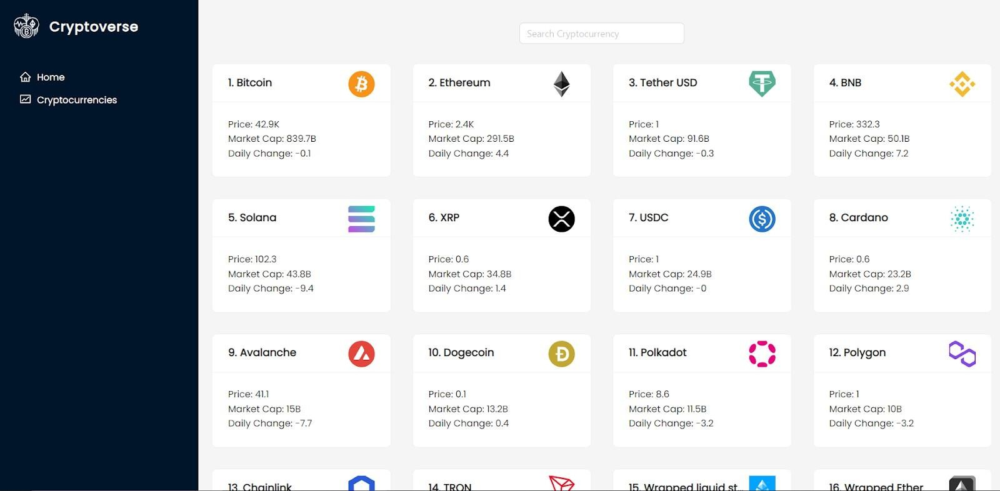 Cryptoverse
Home
Cryptocurrencies
Search Cryptocurrency
1. Bitcoin
Price: 42.9K
Market Cap: 839.7B
Daily Change: -0.1
2. Ethereum
Price: 2.4K
Market Cap: 291.5B
Daily Change: 4.4
3. Tether USD
Price: 1
Market Cap: 91.6B
Daily Change: -0.3
4. BNB
Price: 332.3
Market Cap: 50.1B
Daily Change: 7.2
5. Solana
Price: 102.3
Market Cap: 43.8B
Daily Change: -9.4
6. XRP
Price: 0.6
Market Cap: 34.8B
Daily Change: 1.4
7. USDC
Price: 1
Market Cap: 24.9B
Daily Change: -0
8. Cardano
Price: 0.6
Market Cap: 23.2B
Daily Change: 2.9
9. Avalanche
Price: 41.1
Market Cap: 15B
Daily Change: -7.7
10. Dogecoin
Price: 0.1
Market Cap: 13.2B
Daily Change: 0.4
11. Polkadot
Price: 8.6
Market Cap: 11.5B
Daily Change: -3.2
12. Polygon
Price: 1
Market Cap: 10B
Daily Change: -3.2
13. Chainlink
14. TRON
15. Wrapped liquid st...
16. Wrapped Ether